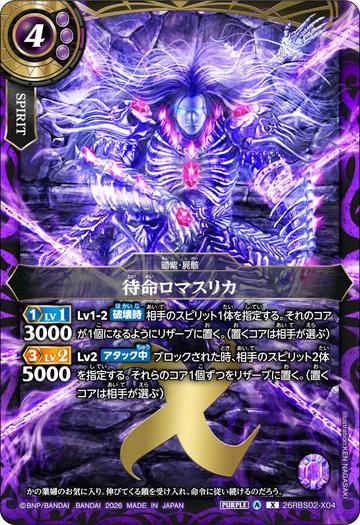 4
SPIRIT
暗紫・屍骸
待命ロマスリカ
1 LV1 3000
Lv1-2 破壊時 相手のスピリット1体を指定する。それのコア
が1個になるようにリザーブに置く。(置くコアは相手が選ぶ)
3 LV2 5000
Lv2 アタック中 ブロックされた時、相手のスピリット2体
を指定する。それらのコア1個ずつをリザーブに置く。(置く
コアは相手が選ぶ)
X
かの業媛のお気に入り。伸びてくる鎖を受け入れ、命令に従い続けるのだろう。
Illustration:KEN NAGASAKI
©BNP/BANDAI ©BANDAI 2026 MADE IN JAPAN
PURPLE A X 26RBS02-X04